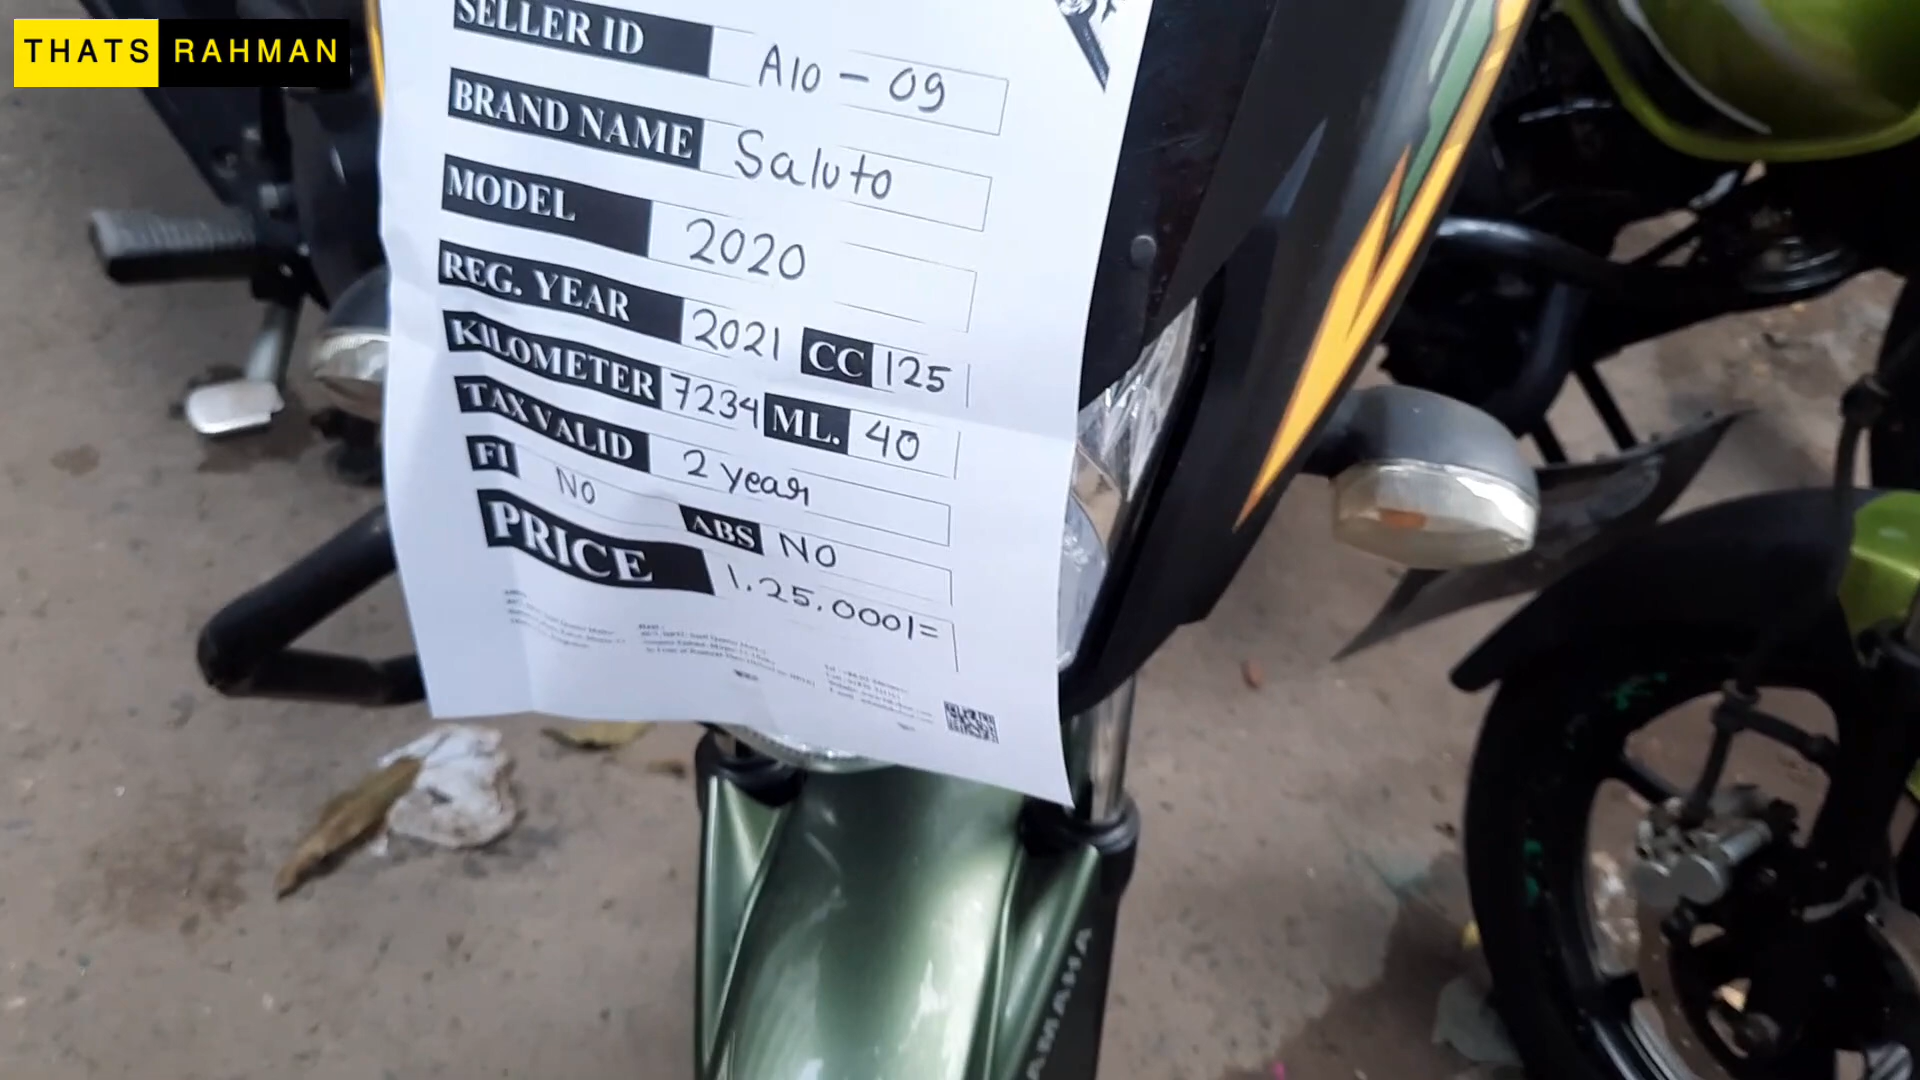 THATS RAHMAN
SELLER ID A10 - 09
BRAND NAME Saluto
MODEL 2020
REG. YEAR 2021 CC 125
KILOMETER 7234 ML. 40
TAX VALID 2 year
FI NO ABS NO
PRICE 1.25.000/=
AMAHA